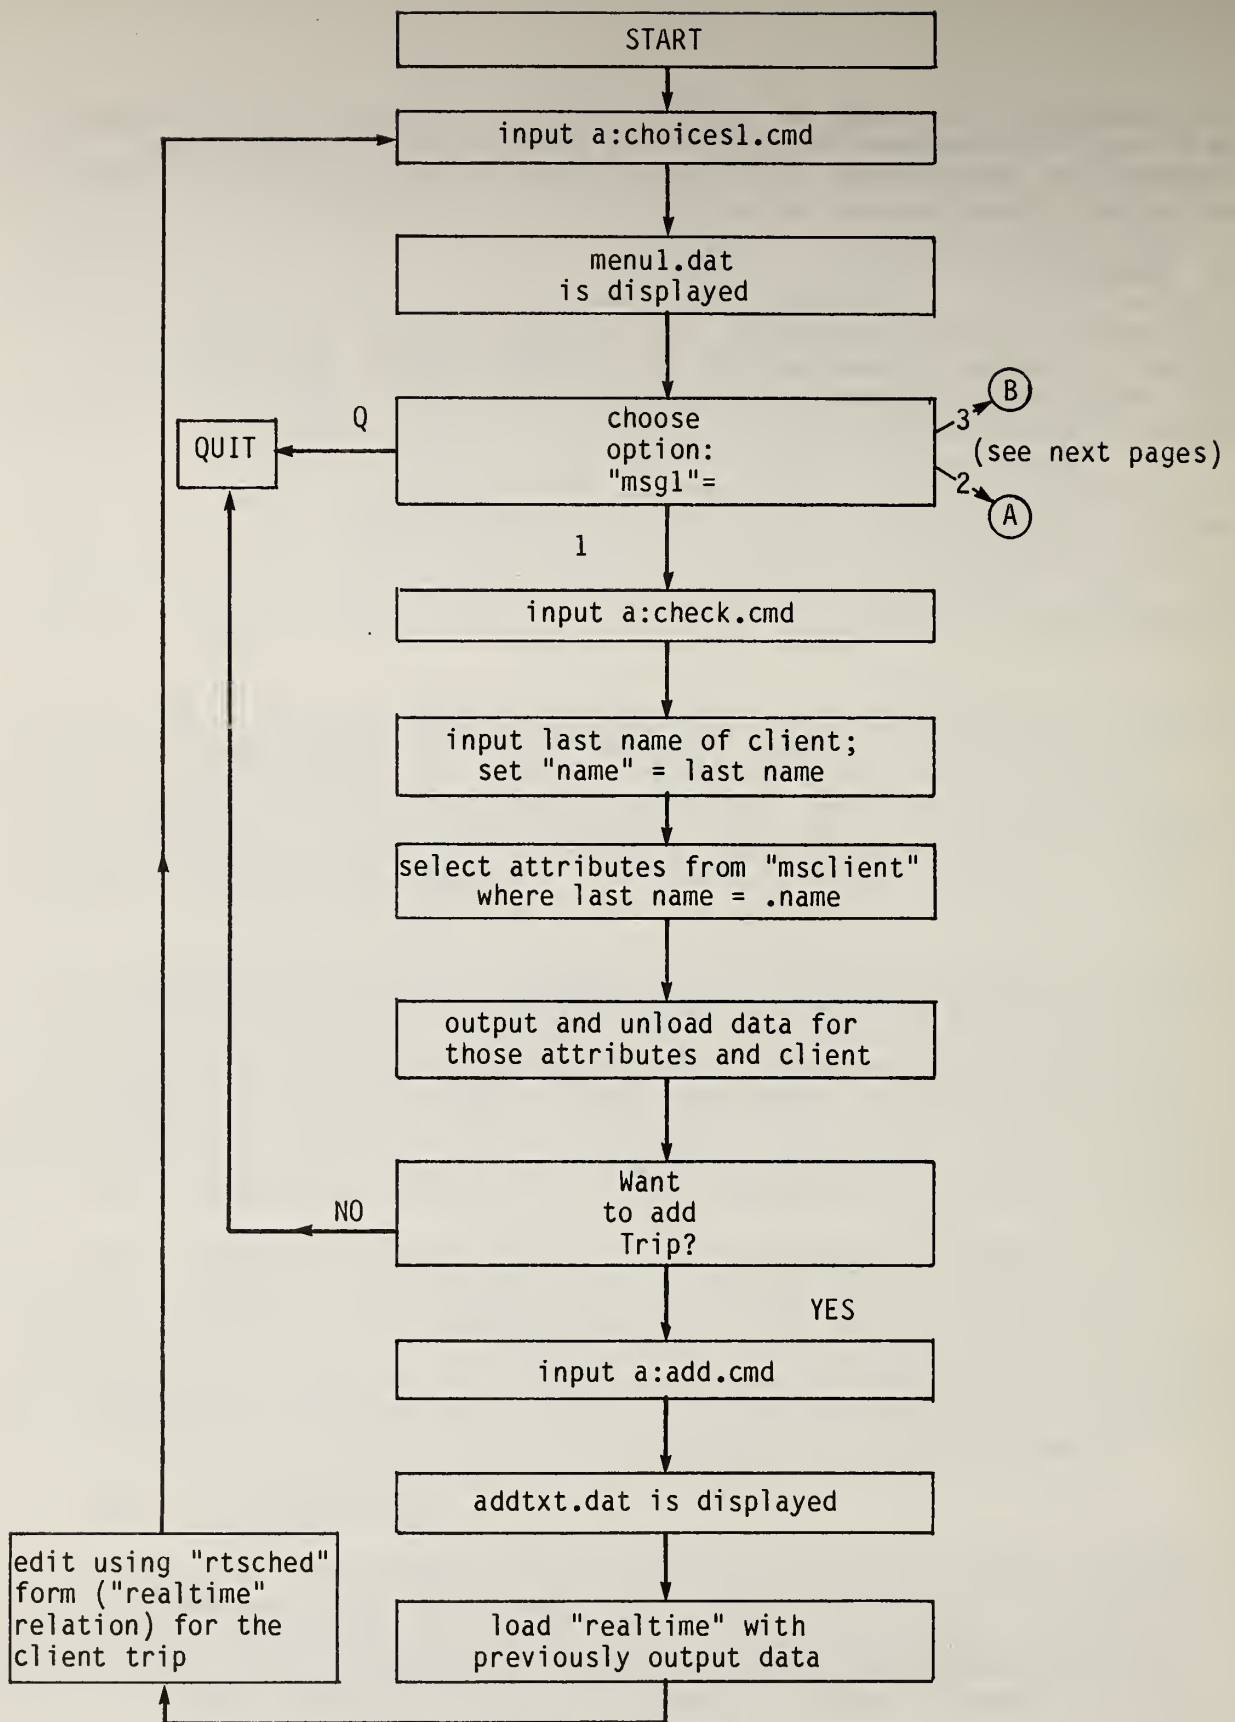 START
input a:choices1.cmd
menu1.dat
is displayed
B
Q
choose
3
QUIT
option:
(see next pages)
"msg1"=
2
A
1
input a:check.cmd
input last name of client;
set "name" = last name
select attributes from "msclient"
where last name = .name
output and unload data for
those attributes and client
Want
NO
to add
Trip?
YES
input a:add.cmd
addtxt.dat is displayed
edit using "rtsched"
form ("realtime"
relation) for the
client trip
load "realtime" with
previously output data